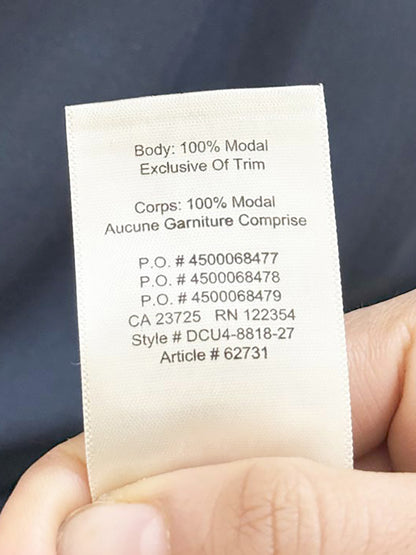 Body: 100% Modal
Exclusive Of Trim
Corps: 100% Modal
Aucune Garniture Comprise
P.O. # 4500068477
P.O. # 4500068478
P.O. # 4500068479
CA 23725 RN 122354
Style # DCU4-8818-27
Article # 62731